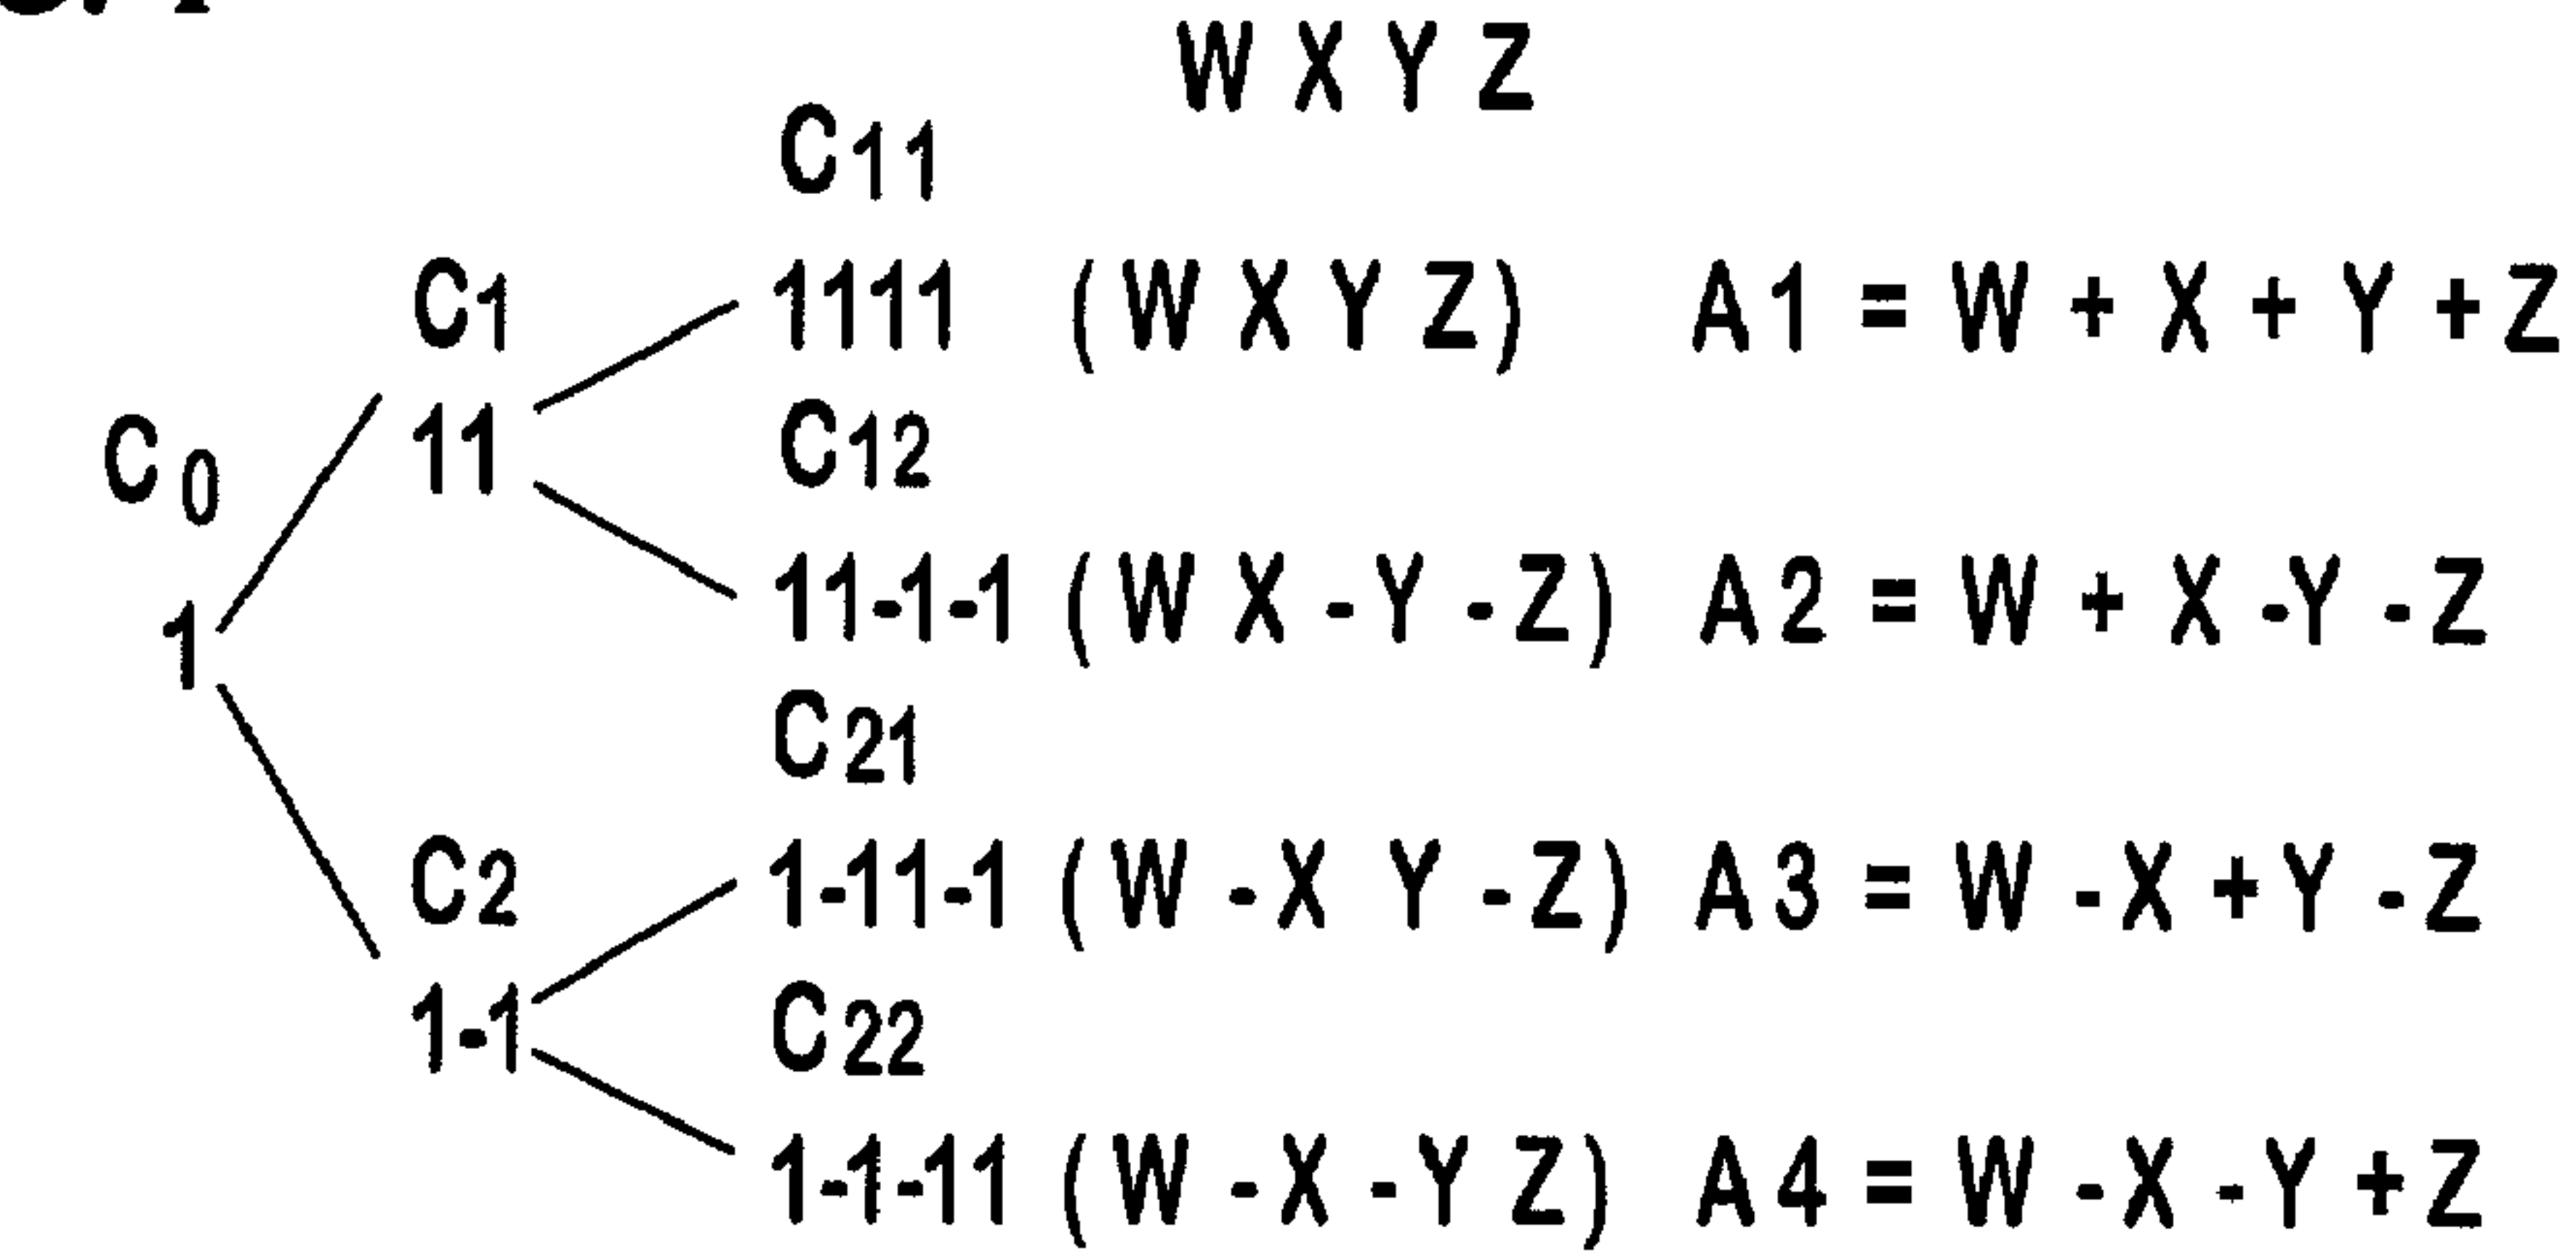 W X Y Z
C11
C1 1111 (W X Y Z) A1 = W + X + Y + Z
C0 11 C12
1 11-1-1 (W X -Y -Z) A2 = W + X -Y -Z
C21
C2 1-11-1 (W -X Y -Z) A3 = W -X +Y -Z
1-1 C22
1-1-11 (W -X -Y Z) A4 = W -X -Y +Z